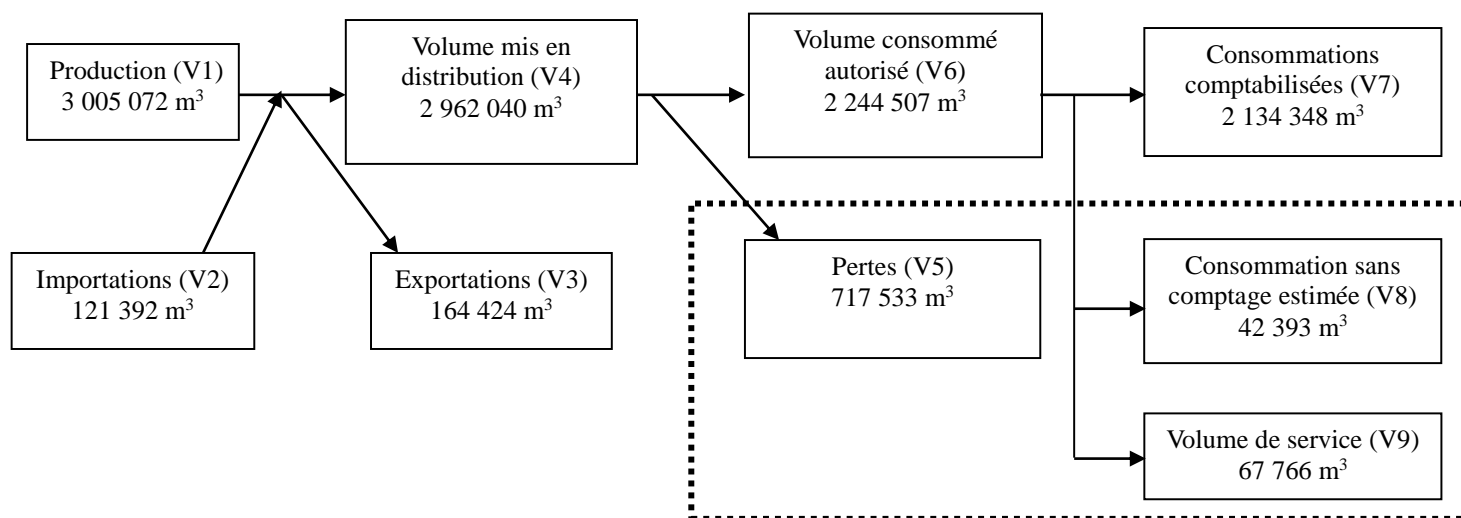 Production (V1)
3 005 072 m³
Volume mis en
distribution (V4)
2 962 040 m³
Volume consommé
autorisé (V6)
2 244 507 m³
Consommations
comptabilisées (V7)
2 134 348 m³
Importations (V2)
121 392 m³
Exportations (V3)
164 424 m³
Pertes (V5)
717 533 m³
Consommation sans
comptage estimée (V8)
42 393 m³
Volume de service (V9)
67 766 m³